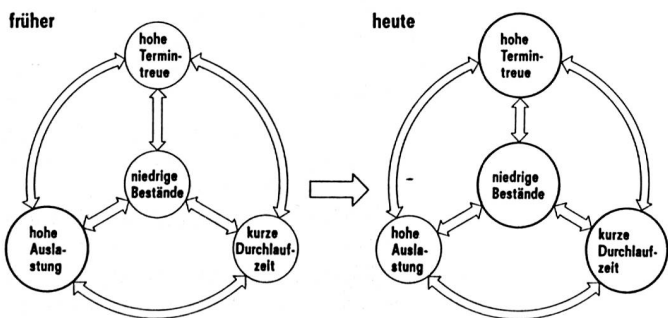 früher
hohe
Termin-
treue
niedrige
Bestände
hohe
Ausla-
stung
kurze
Durchlauf-
zeit
heute
hohe
Termin-
treue
niedrige
Bestände
hohe
Ausla-
stung
kurze
Durchlauf-
zeit